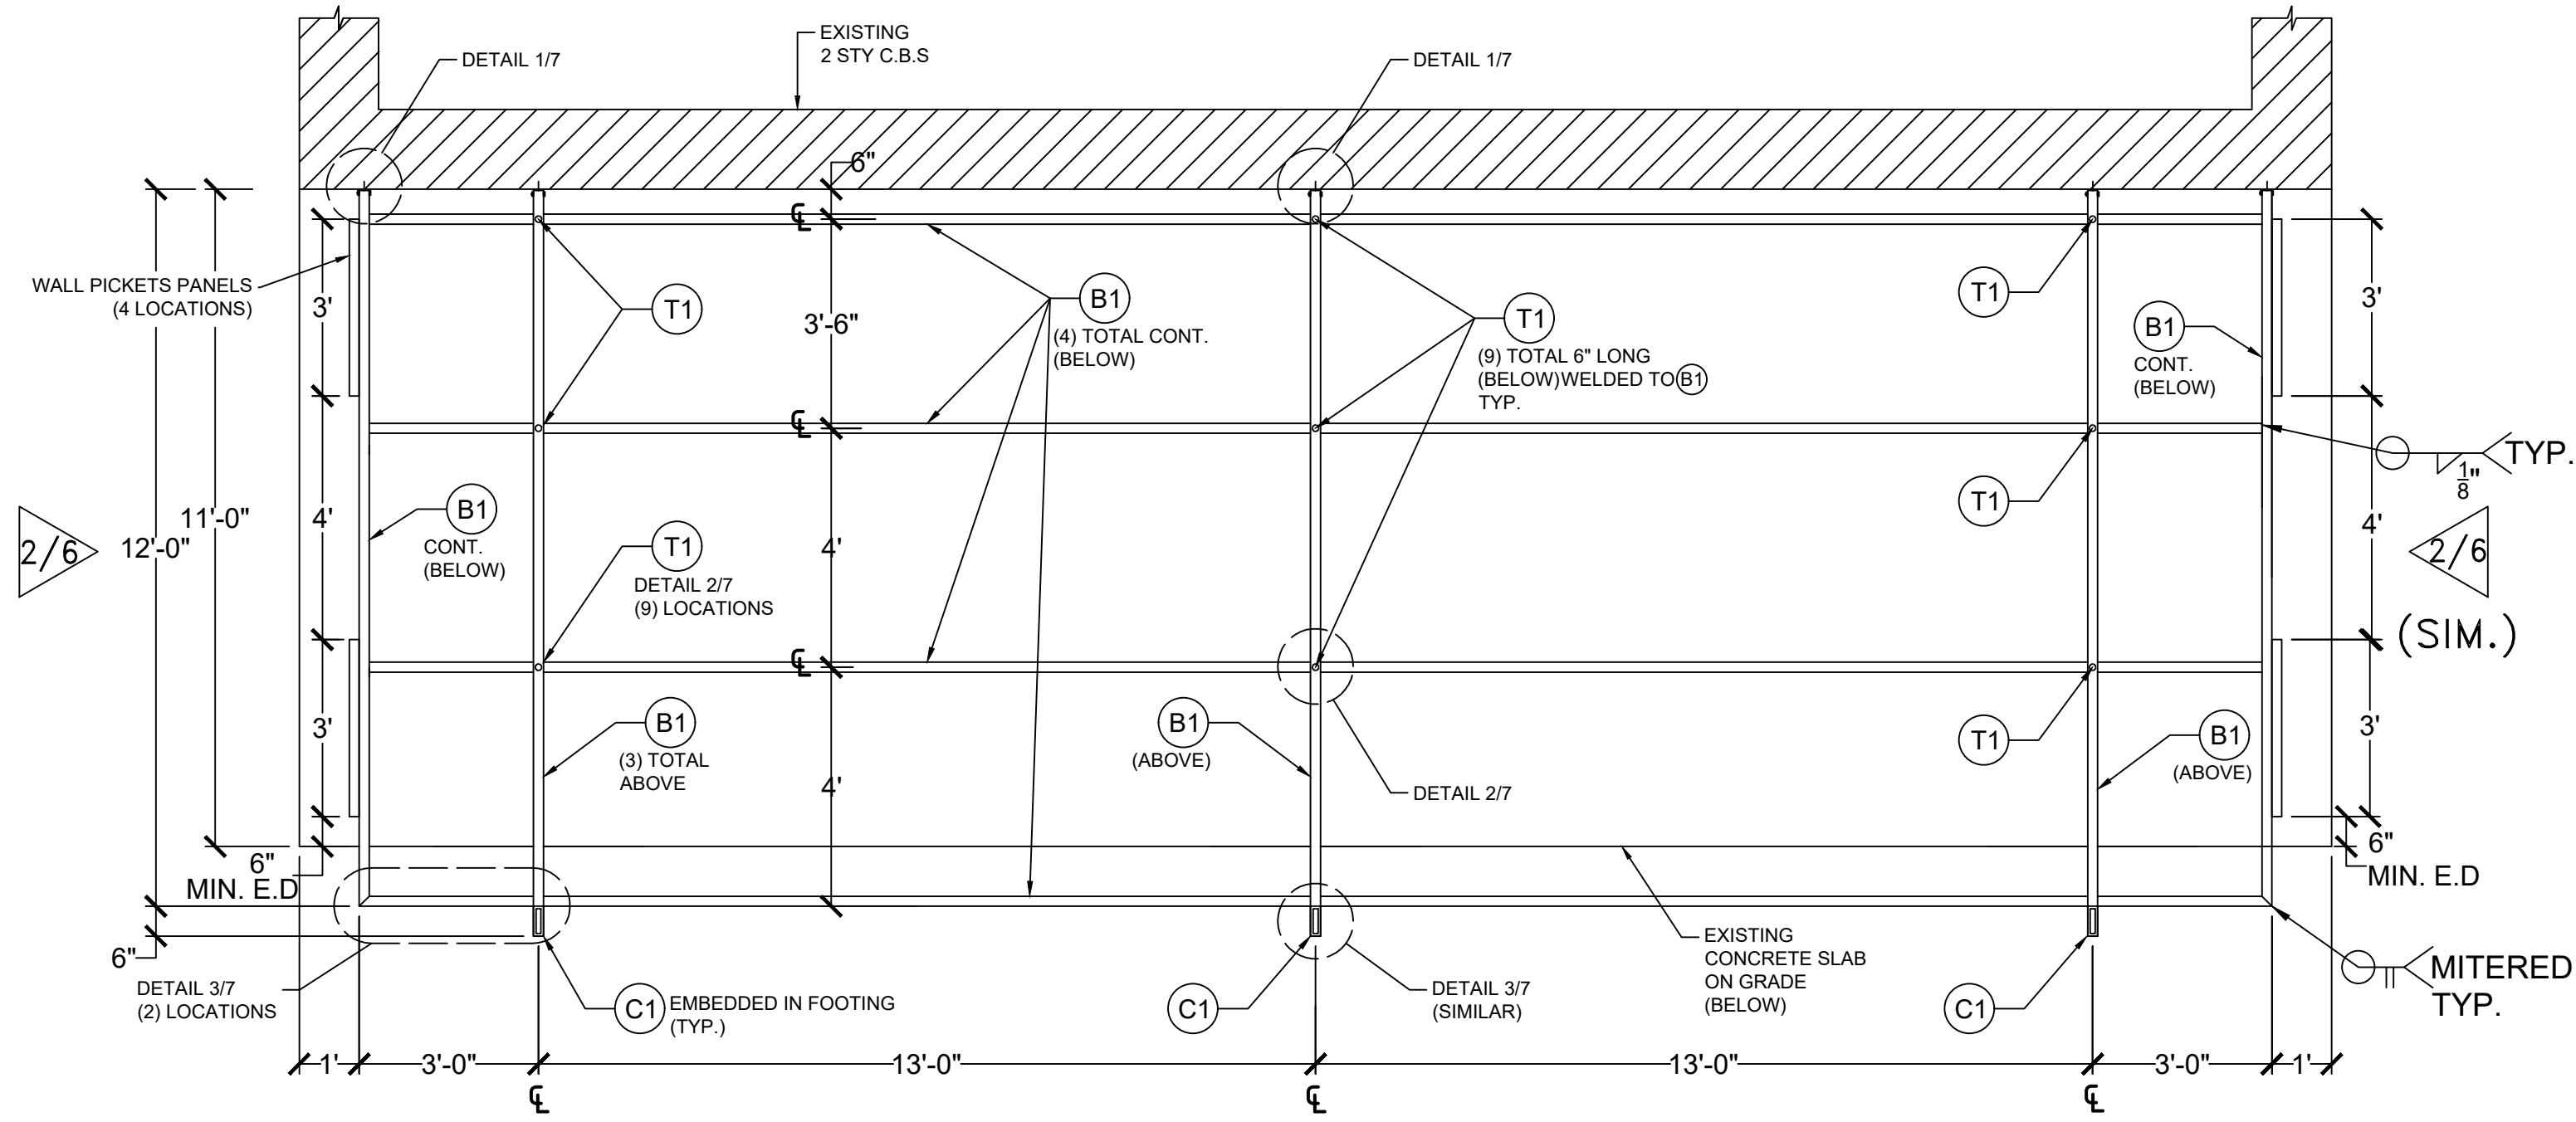 EXISTING
2 STY C.B.S
DETAIL 1/7
DETAIL 1/7
6"
℄
WALL PICKETS PANELS
(4 LOCATIONS)
3'
T1
3'-6"
B1
(4) TOTAL CONT.
(BELOW)
T1
(9) TOTAL 6" LONG
(BELOW)WELDED TO B1
TYP.
T1
B1
CONT.
(BELOW)
3'
℄
TYP.
1/8"
2/6
12'-0"
11'-0"
4'
B1
CONT.
(BELOW)
T1
DETAIL 2/7
(9) LOCATIONS
4'
T1
4'
2/6
(SIM.)
℄
3'
B1
(3) TOTAL
ABOVE
4'
B1
(ABOVE)
DETAIL 2/7
T1
B1
(ABOVE)
3'
6"
MIN. E.D
6"
MIN. E.D
6"
DETAIL 3/7
(2) LOCATIONS
C1
EMBEDDED IN FOOTING
(TYP.)
C1
DETAIL 3/7
(SIMILAR)
EXISTING
CONCRETE SLAB
ON GRADE
(BELOW)
C1
MITERED
TYP.
1'
3'-0"
13'-0"
13'-0"
3'-0"
1'
℄
℄
℄